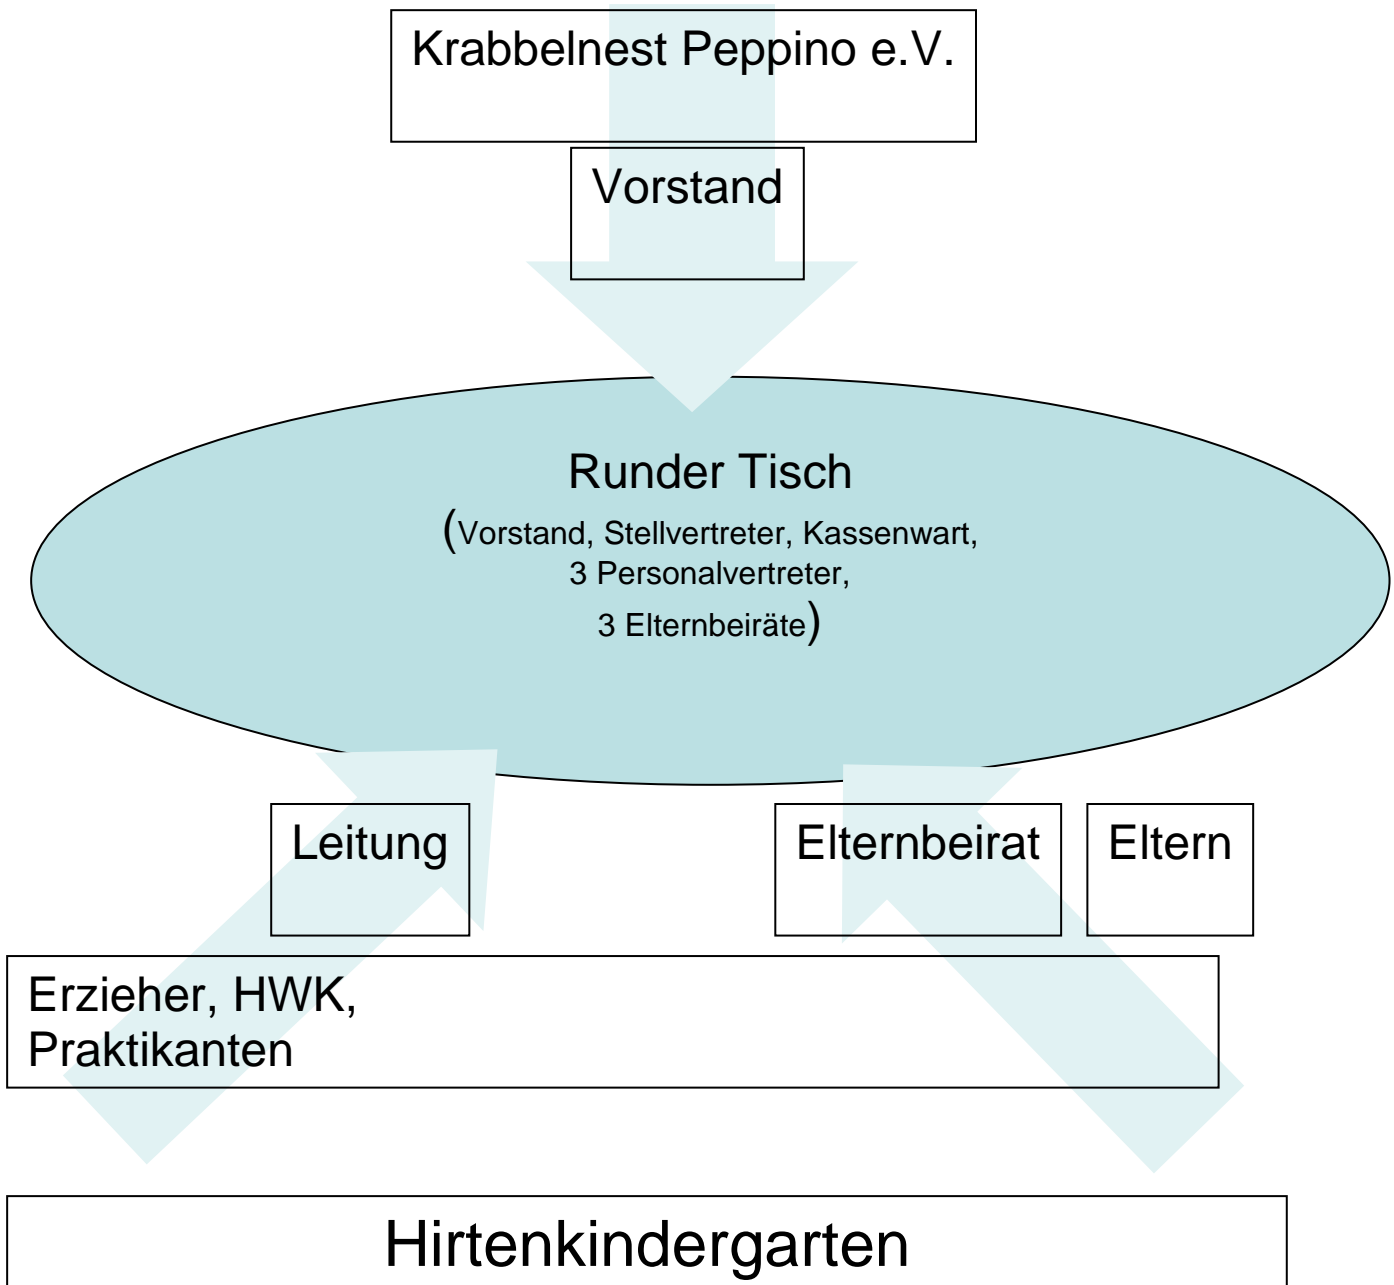 Krabbelnest Peppino e.V.
Vorstand
Runder Tisch
(Vorstand, Stellvertreter, Kassenwart,
3 Personalvertreter,
3 Elternbeiräte)
Leitung
Elternbeirat
Eltern
Erzieher, HWK,
Praktikanten
Hirtenkindergarten